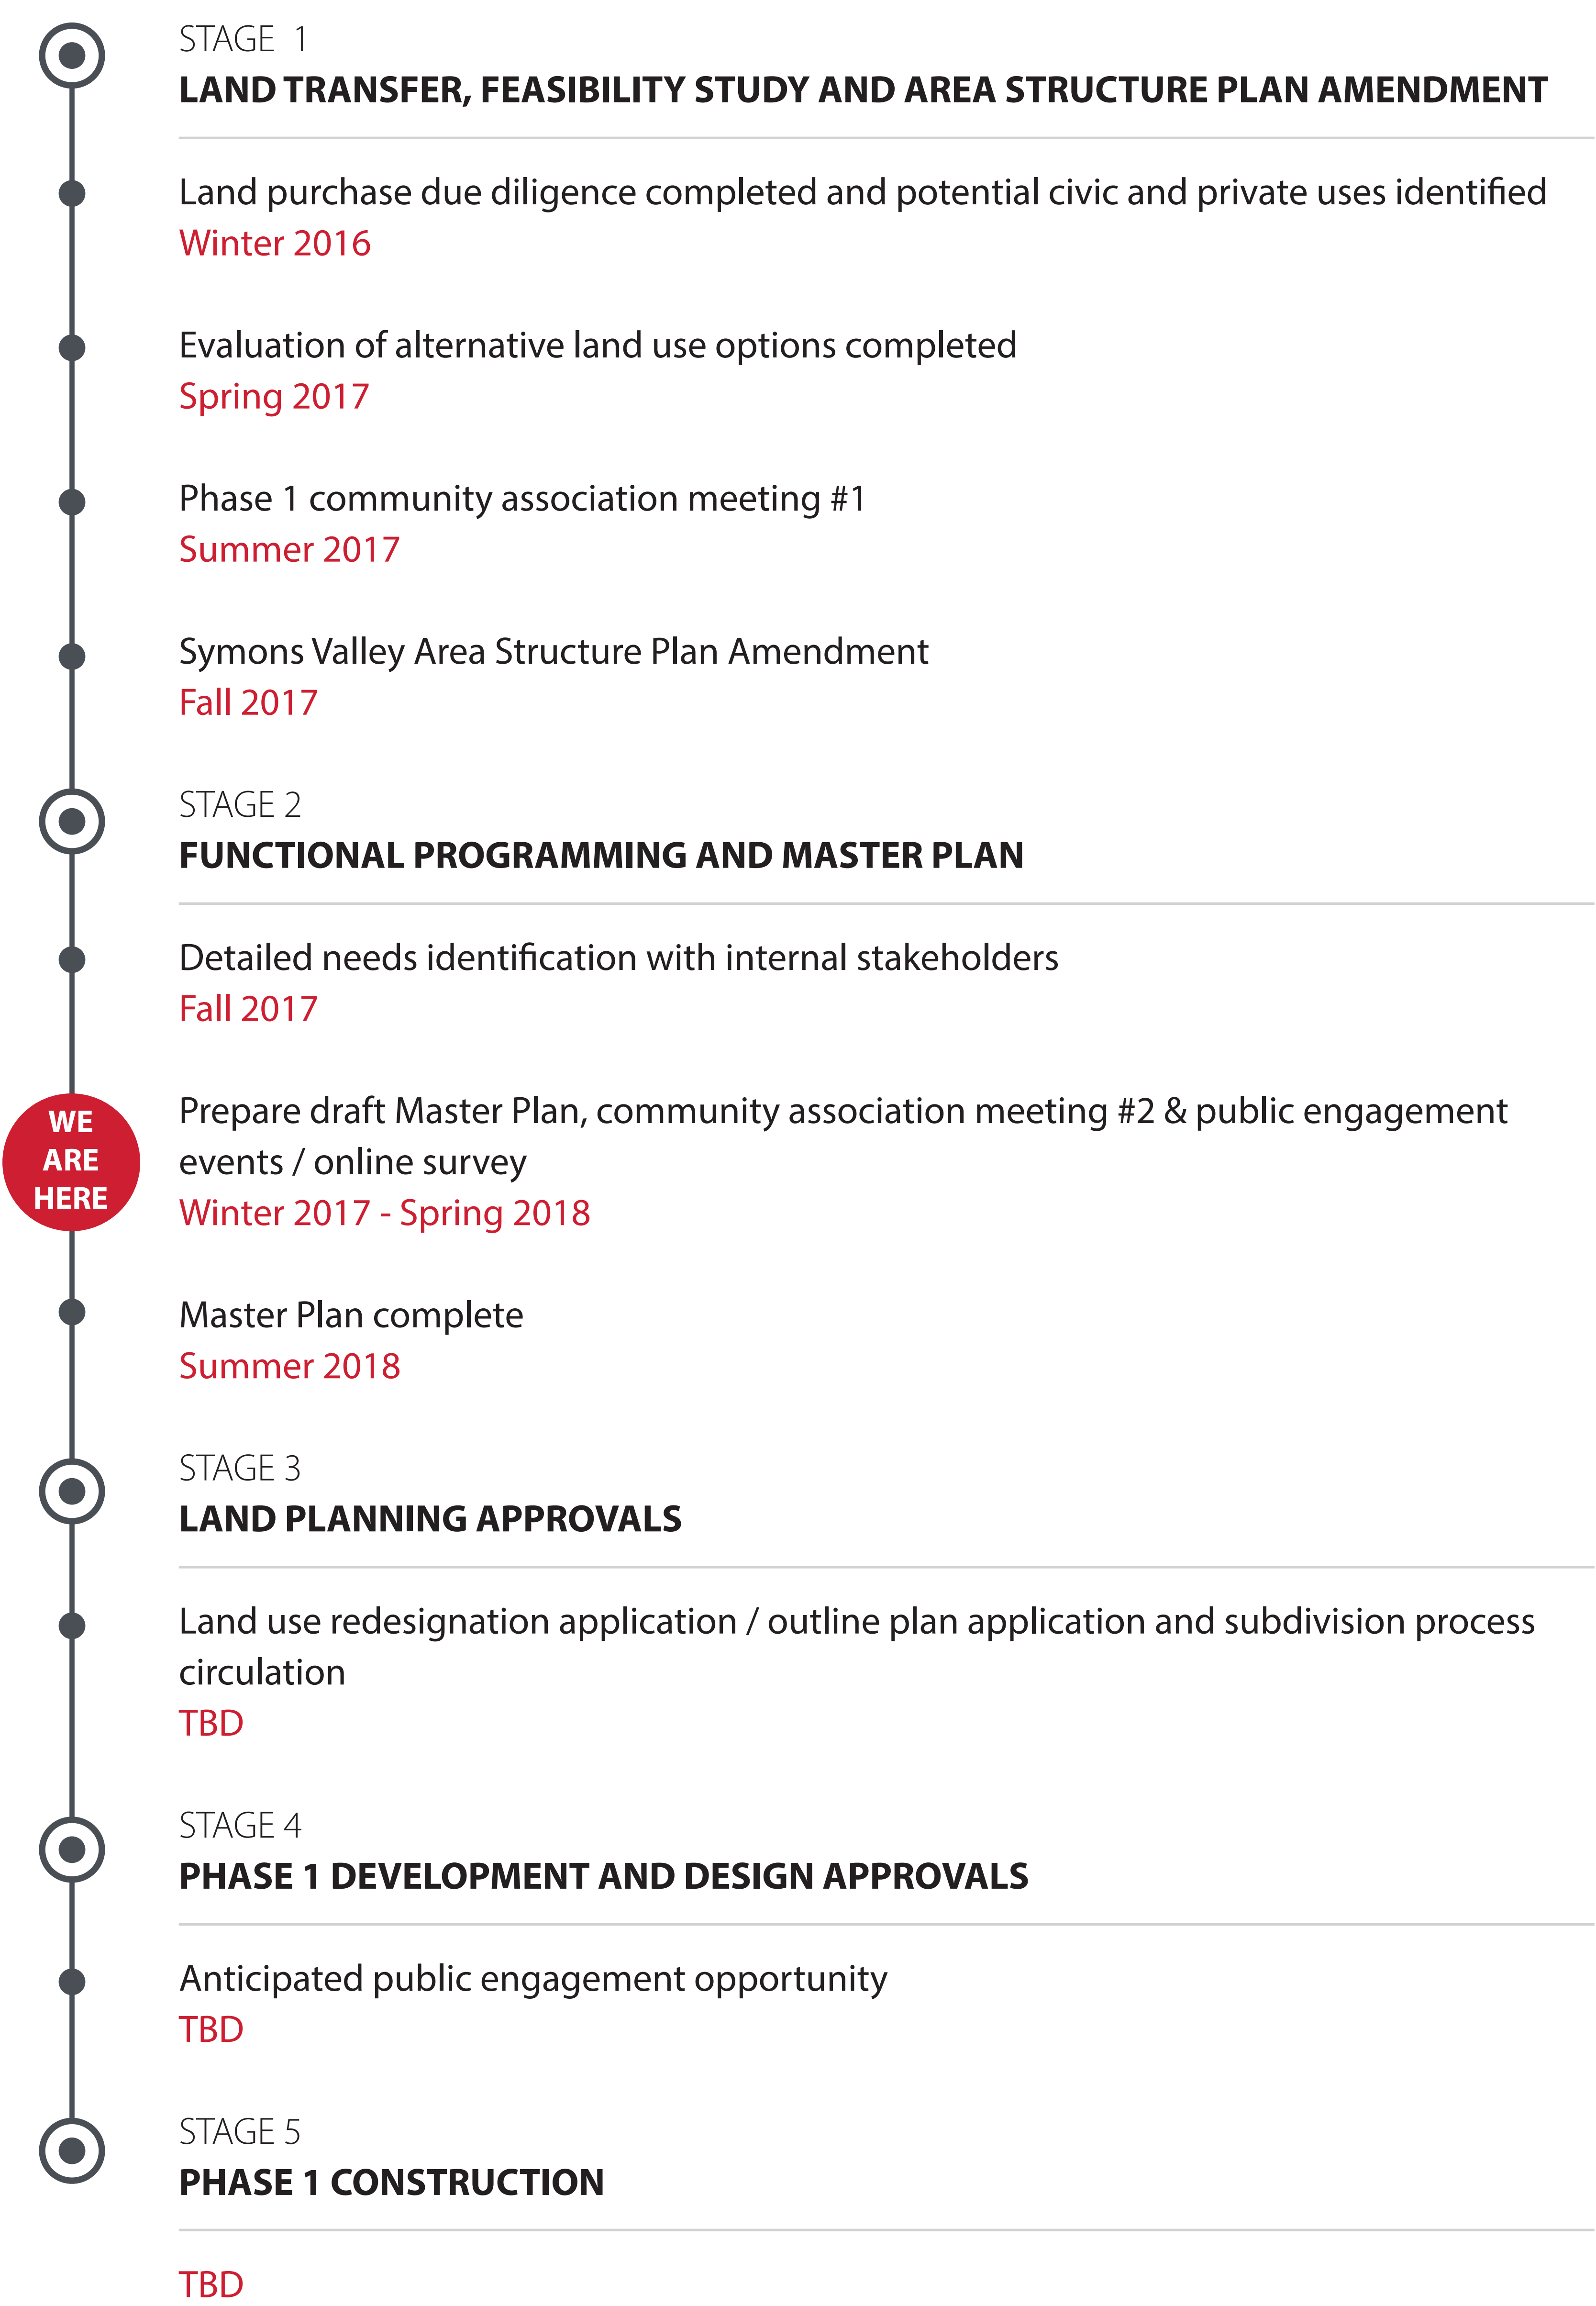 STAGE 1
LAND TRANSFER, FEASIBILITY STUDY AND AREA STRUCTURE PLAN AMENDMENT
Land purchase due diligence completed and potential civic and private uses identified
Winter 2016
Evaluation of alternative land use options completed
Spring 2017
Phase 1 community association meeting #1
Summer 2017
Symons Valley Area Structure Plan Amendment
Fall 2017
STAGE 2
FUNCTIONAL PROGRAMMING AND MASTER PLAN
Detailed needs identification with internal stakeholders
Fall 2017
WE
ARE
HERE
Prepare draft Master Plan, community association meeting #2 & public engagement
events / online survey
Winter 2017 - Spring 2018
Master Plan complete
Summer 2018
STAGE 3
LAND PLANNING APPROVALS
Land use redesignation application / outline plan application and subdivision process
circulation
TBD
STAGE 4
PHASE 1 DEVELOPMENT AND DESIGN APPROVALS
Anticipated public engagement opportunity
TBD
STAGE 5
PHASE 1 CONSTRUCTION
TBD